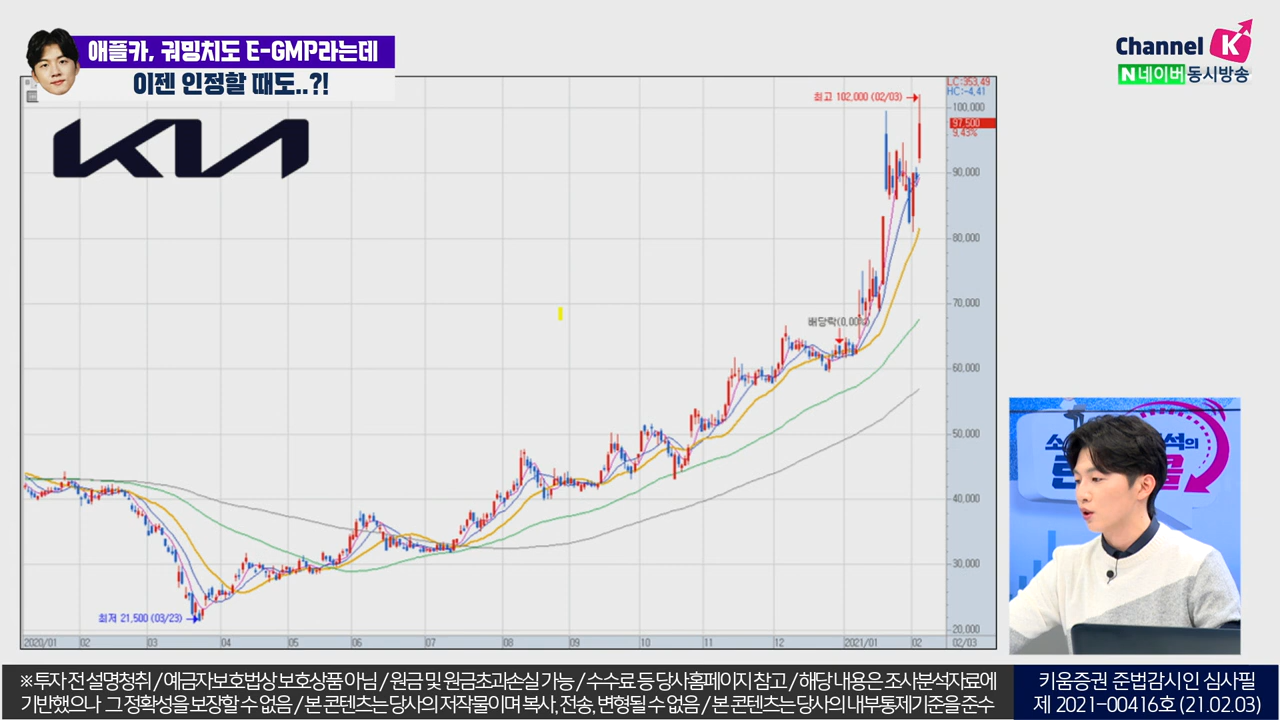 애플카, 궈밍치도 E-GMP라는데
이젠 인정할 때도..?!
Channel K
N 네이버 동시방송
KIA
LC:353,49
HC:-4,41
최고 102,000 (02/03)
100,000
97,500
9,43%
90,000
80,000
70,000
60,000
50,000
40,000
30,000
20,000
최저 21,500 (03/23)
2020/01 02 03 04 05 06 07 08 09 10 11 12 2021/01 02 02/03
※ 투자 전 설명청취 / 예금자보호법상 보호상품 아님 / 원금 및 원금초과손실 가능 / 수수료 등 당사홈페이지 참고 / 해당 내용은 조사분석자료에
기반했으나 그 정확성을 보장할 수 없음 / 본 콘텐츠는 당사의 저작물이며 복사, 전송, 변형될 수 없음 / 본 콘텐츠는 당사의 내부통제기준을 준수
키움증권 준법감시인 심사필
제 2021-00416호 (21.02.03)